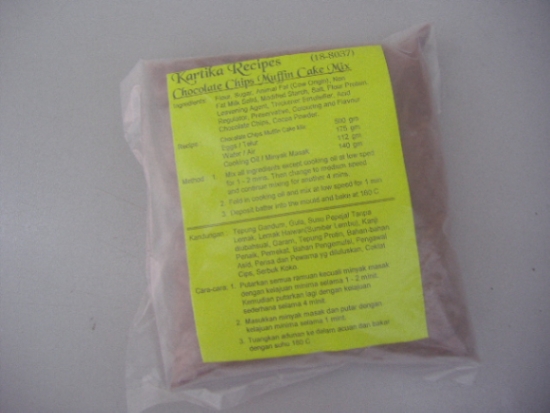 Kartika Recipes (18-8037)
Chocolate Chips Muffin Cake Mix
Ingredients: Flour, Sugar, Animal Fat (Cow Origin), Non
Fat Milk Solid, Modified Starch, Salt, Flour Protein,
Leavening Agent, Thickener, Emulsifier, Acid
Regulator, Preservative, Colouring and Flavour
Chocolate Chips, Cocoa Powder.
Recipe: Chocolate Chips Muffin Cake Mix 500 gm
Eggs / Telur 175 gm
Water / Air 112 gm
Cooking Oil / Minyak Masak 140 gm
Method: 1. Mix all ingredients except cooking oil at low speed
for 1 - 2 mins. Then change to medium speed
and continue mixing for another 4 mins.
2. Fold in cooking oil and mix at low speed for 1 min.
3. Deposit batter into the mould and bake at 180 C
Kandungan: Tepung Gandum, Gula, Susu Pejal Tanpa
Lemak, Lemak Haiwan(Sumber Lembu), Kanji
Garam, Tepung Protin, Bahan-bahan
Penaik, Pemekat, Bahan Pengemulsi, Pengawal
Asid, Perisa dan Pewarna yg diluluskan, Coklat
Cips, Serbuk Koko.
Cara-cara: 1. Putarkan semua ramuan kecuali minyak masak
dengan kelajuan minima selama 1 - 2 minit.
Kemudian putarkan lagi dengan kelajuan
sederhana selama 4 minit.
2. Masukkan minyak masak dan putar dengan
kelajuan minima selama 1 minit.
3. Tuangkan adunan ke dalam acuan dan bakar
dengan suhu 180 C